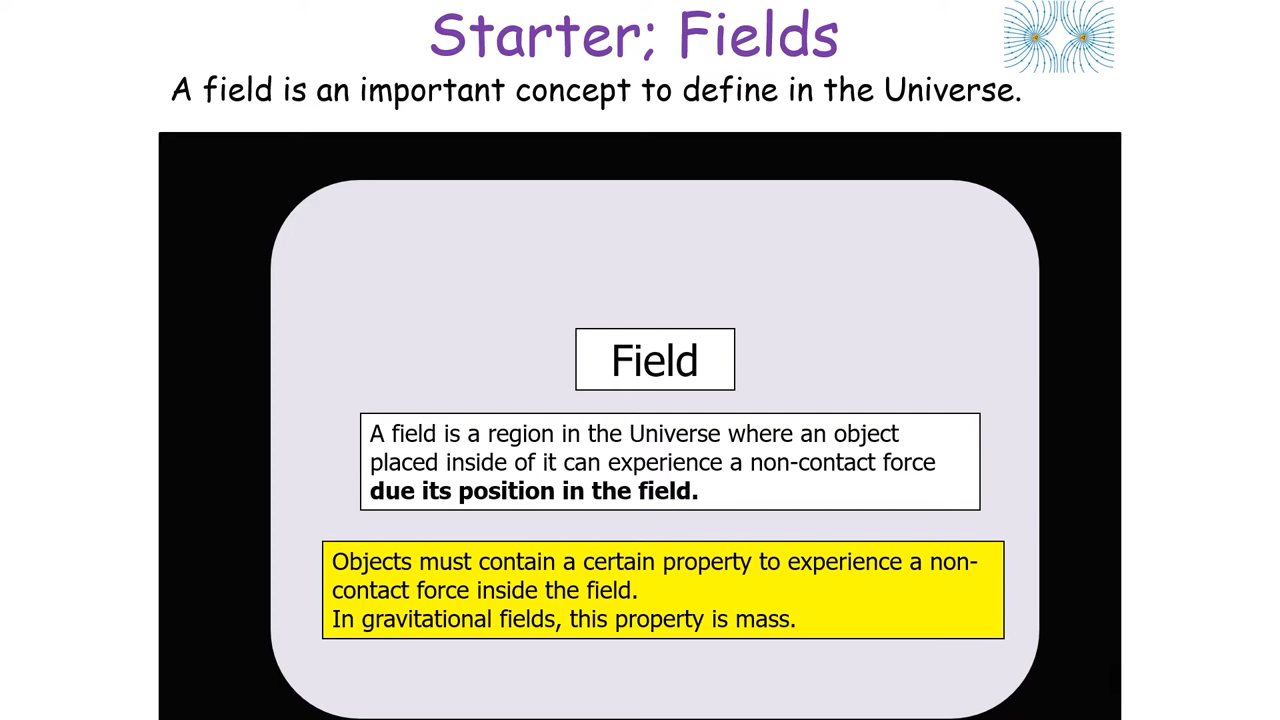 Starter; Fields
A field is an important concept to define in the Universe.
Field
A field is a region in the Universe where an object
placed inside of it can experience a non-contact force
due its position in the field.
Objects must contain a certain property to experience a non-
contact force inside the field.
In gravitational fields, this property is mass.